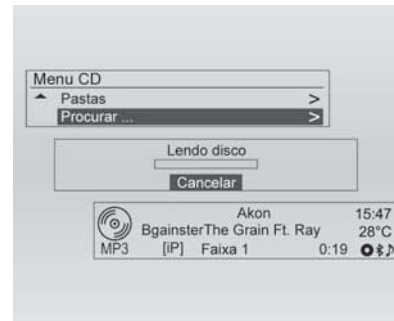 Menu CD
Pastas >
Procurar ... >
Lendo disco
Cancelar
Akon 15:47
BgainsterThe Grain Ft. Ray 28°C
MP3 [iP] Faixa 1 0:19